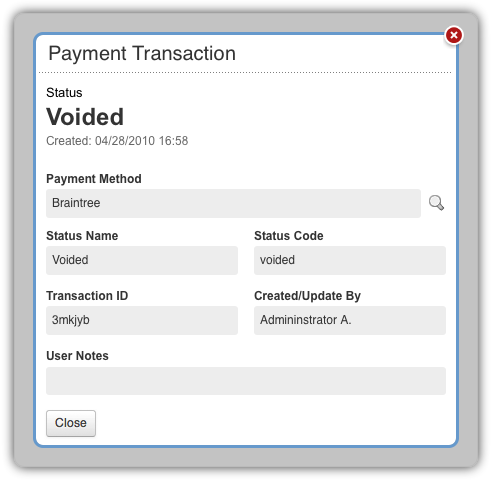 Payment Transaction
Status
Voided
Created: 04/28/2010 16:58
Payment Method
Braintree
Status Name
Status Code
Voided
voided
Transaction ID
Created/Update By
3mkjyb
Admininstrator A.
User Notes
Close